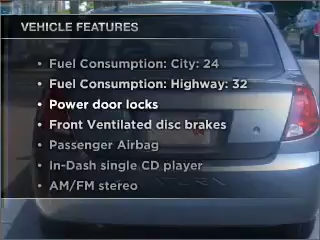 VEHICLE FEATURES
• Fuel Consumption: City: 24
• Fuel Consumption: Highway: 32
• Power door locks
• Front Ventilated disc brakes
• Passenger Airbag
• In-Dash single CD player
• AM/FM stereo